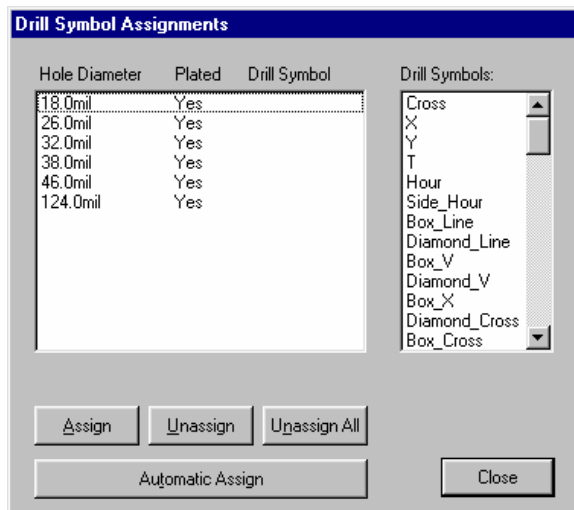 Drill Symbol Assignments
Hole Diameter Plated Drill Symbol
18.0mil Yes
26.0mil Yes
32.0mil Yes
38.0mil Yes
46.0mil Yes
124.0mil Yes
Drill Symbols:
Cross
X
Y
T
Hour
Side_Hour
Box_Line
Diamond_Line
Box_V
Diamond_V
Box_X
Diamond_Cross
Box_Cross
Assign Unassign Unassign All
Automatic Assign
Close